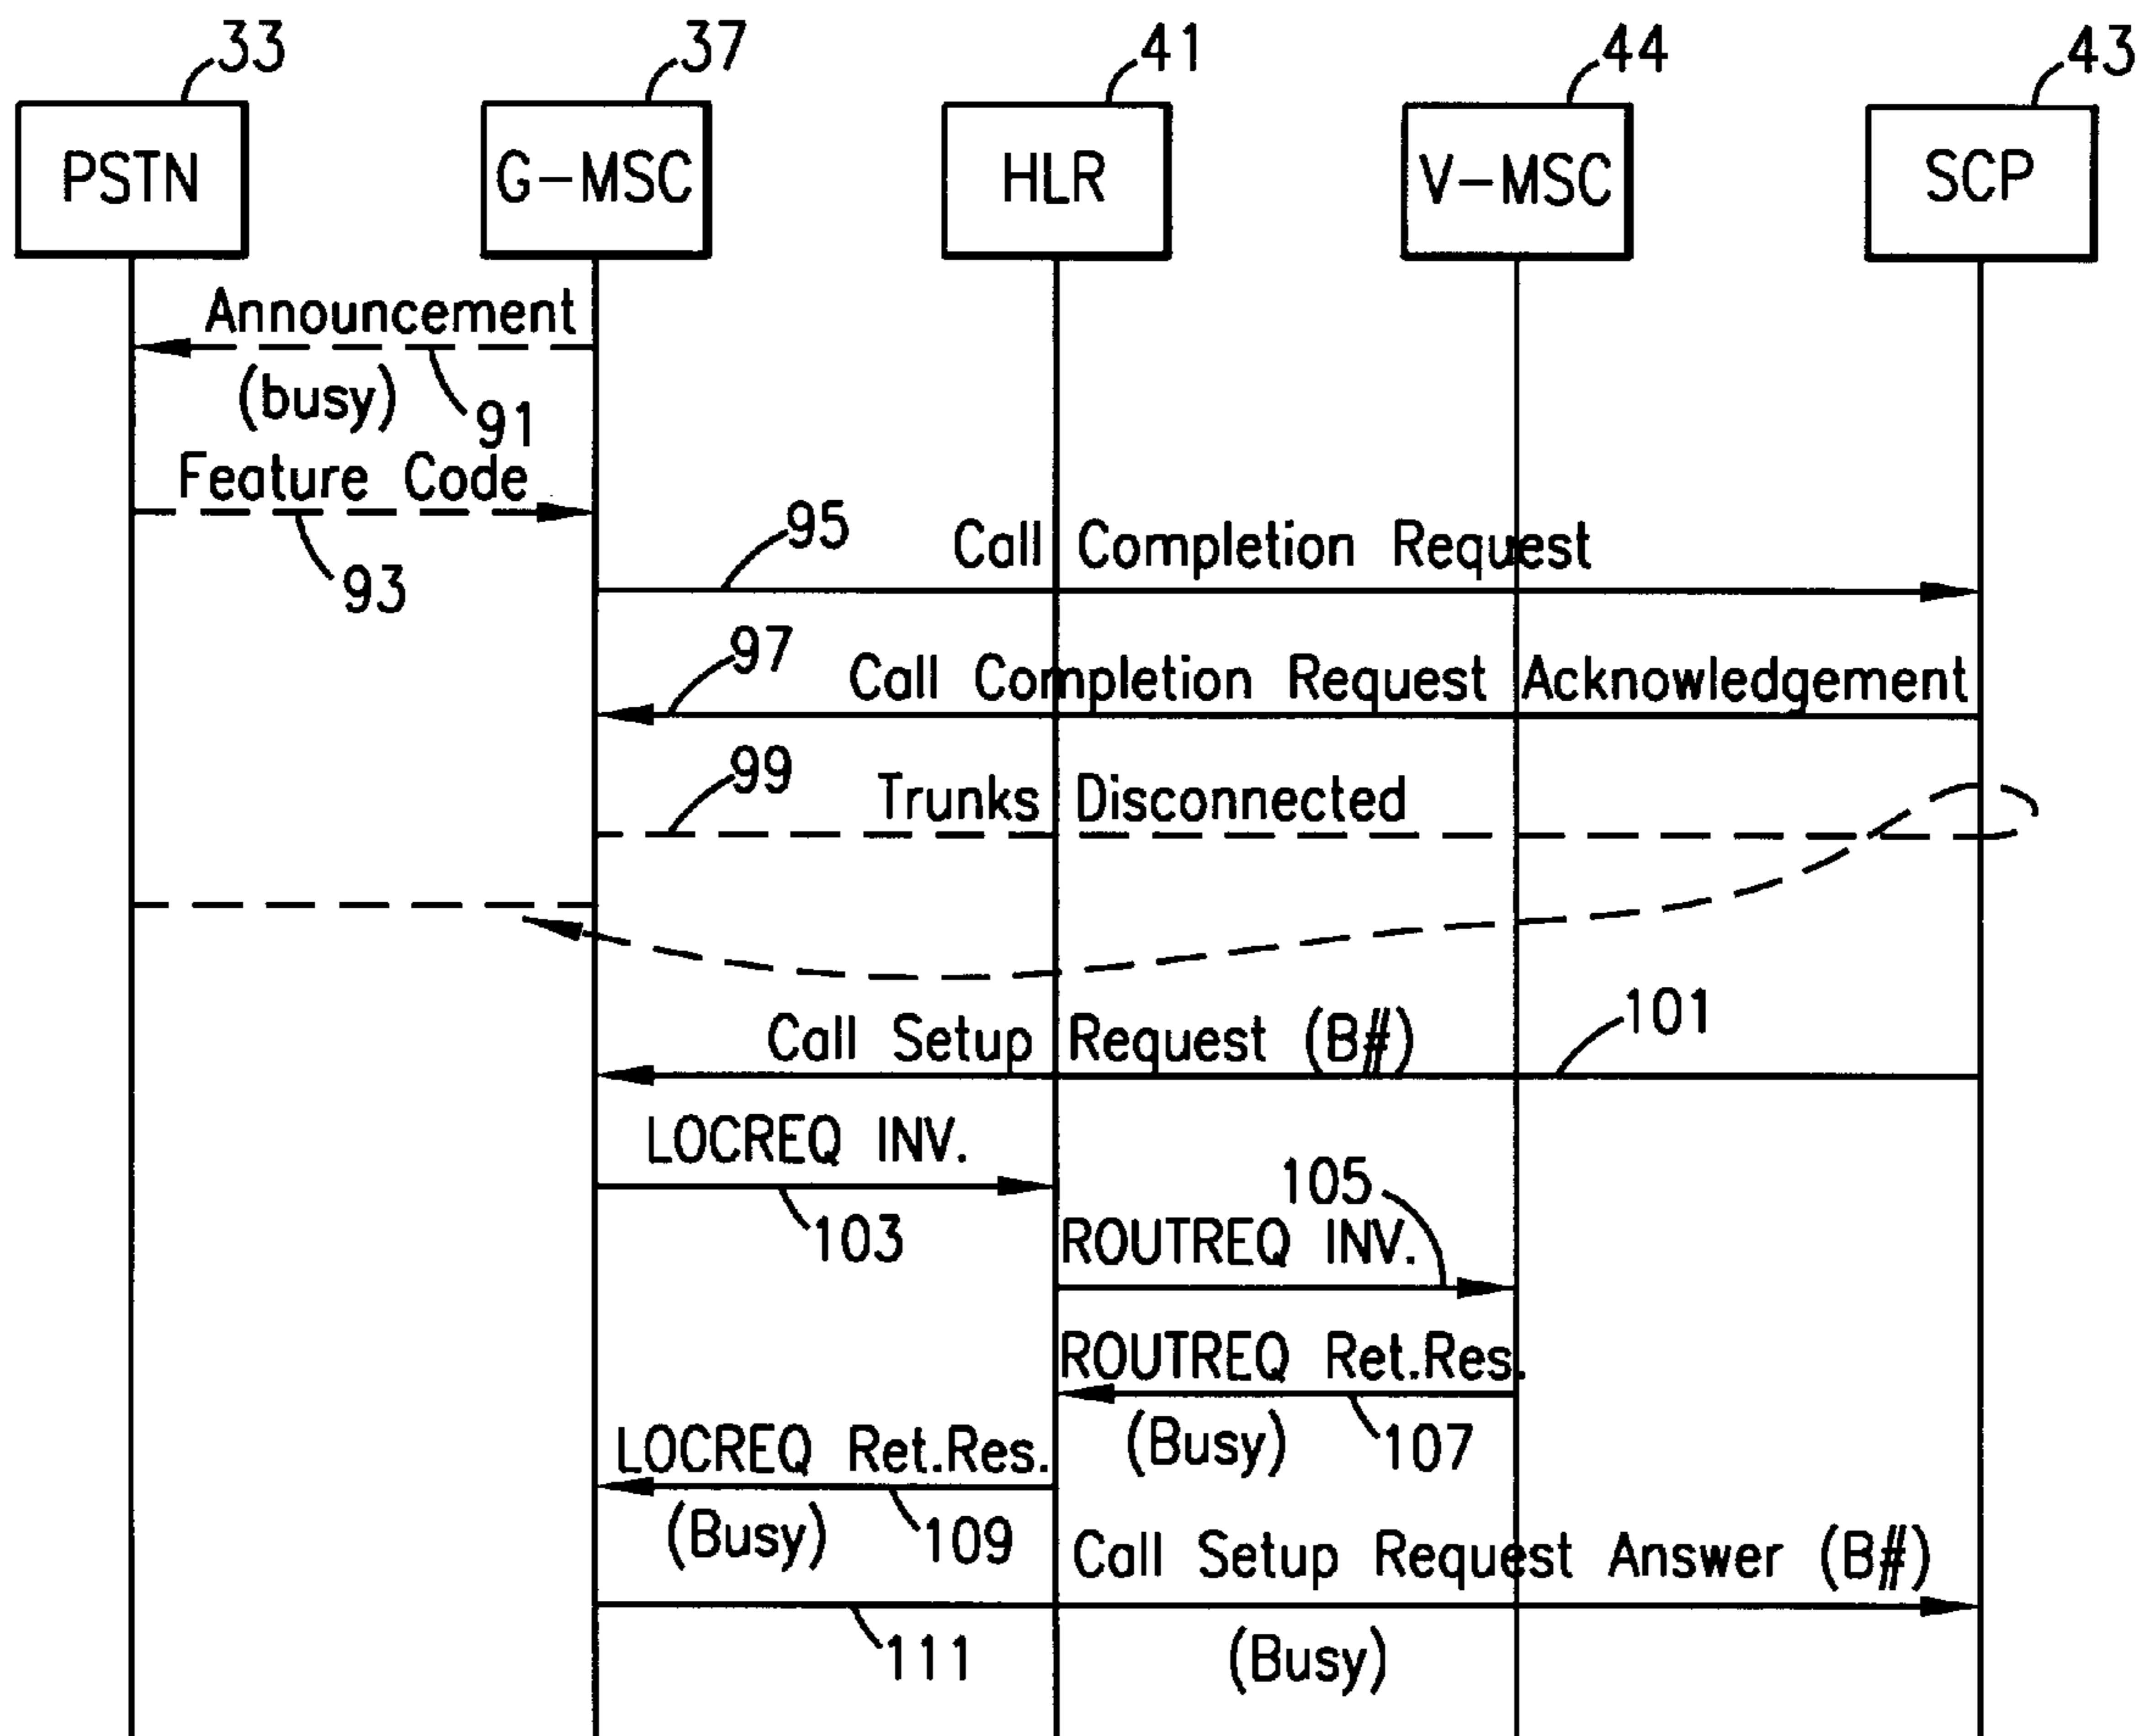 33
37
41
44
43
PSTN
G-MSC
HLR
V-MSC
SCP
Announcement
(busy)
91
Feature Code
93
95
Call Completion Request
97
Call Completion Request Acknowledgement
99
Trunks Disconnected
Call Setup Request (B#)
101
LOCREQ INV.
103
105
ROUTREQ INV.
ROUTREQ Ret.Res.
(Busy)
107
LOCREQ Ret.Res.
(Busy)
109
Call Setup Request Answer (B#)
111
(Busy)